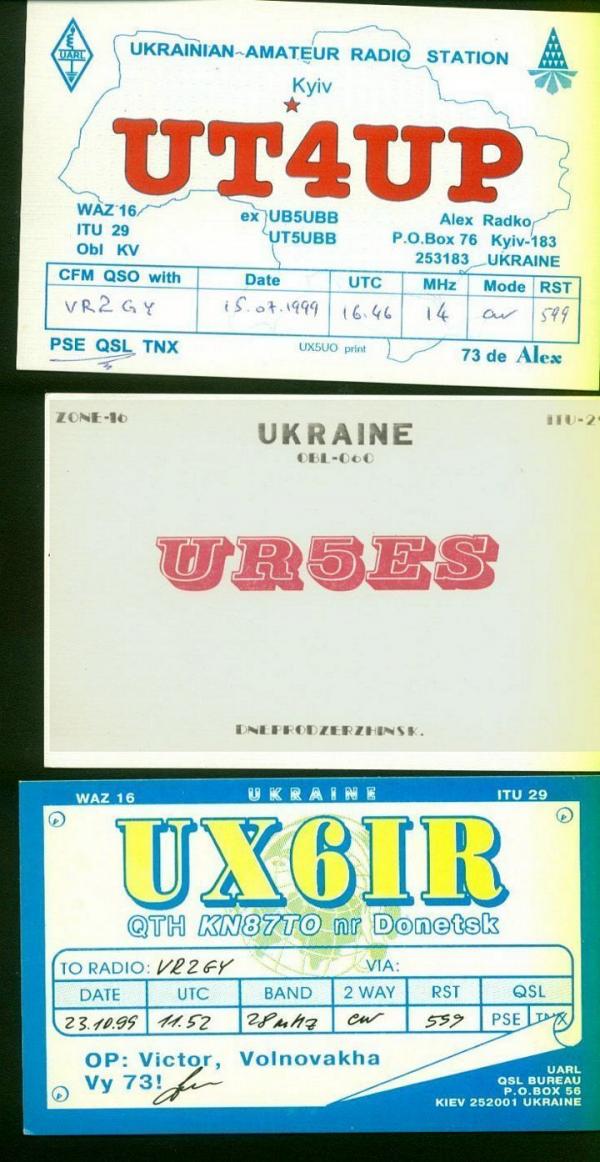 UARL
UKRAINIAN AMATEUR RADIO STATION
Kyiv
UT4UP
WAZ 16
ITU 29
Obl KV
ex UB5UBB
UT5UBB
Alex Radko
P.O.Box 76 Kyiv-183
253183 UKRAINE
CFM QSO with Date UTC MHz Mode RST
VR2GY 15.07.1999 16.46 14 cw 599
PSE QSL TNX
UX5UO print
73 de Alex
ZONE-16
ITU-29
UKRAINE
OBL-060
UR5ES
DNEPRODZERZHINSK.
WAZ 16 UKRAINE ITU 29
UX6IR
QTH KN87TO nr Donetsk
TO RADIO: VR2GY VIA:
DATE UTC BAND 2 WAY RST QSL
23.10.99 11.52 28 mHz cw 559 PSE TNX
OP: Victor, Volnovakha
Vy 73!
UARL
QSL BUREAU
P.O.BOX 56
KIEV 252001 UKRAINE